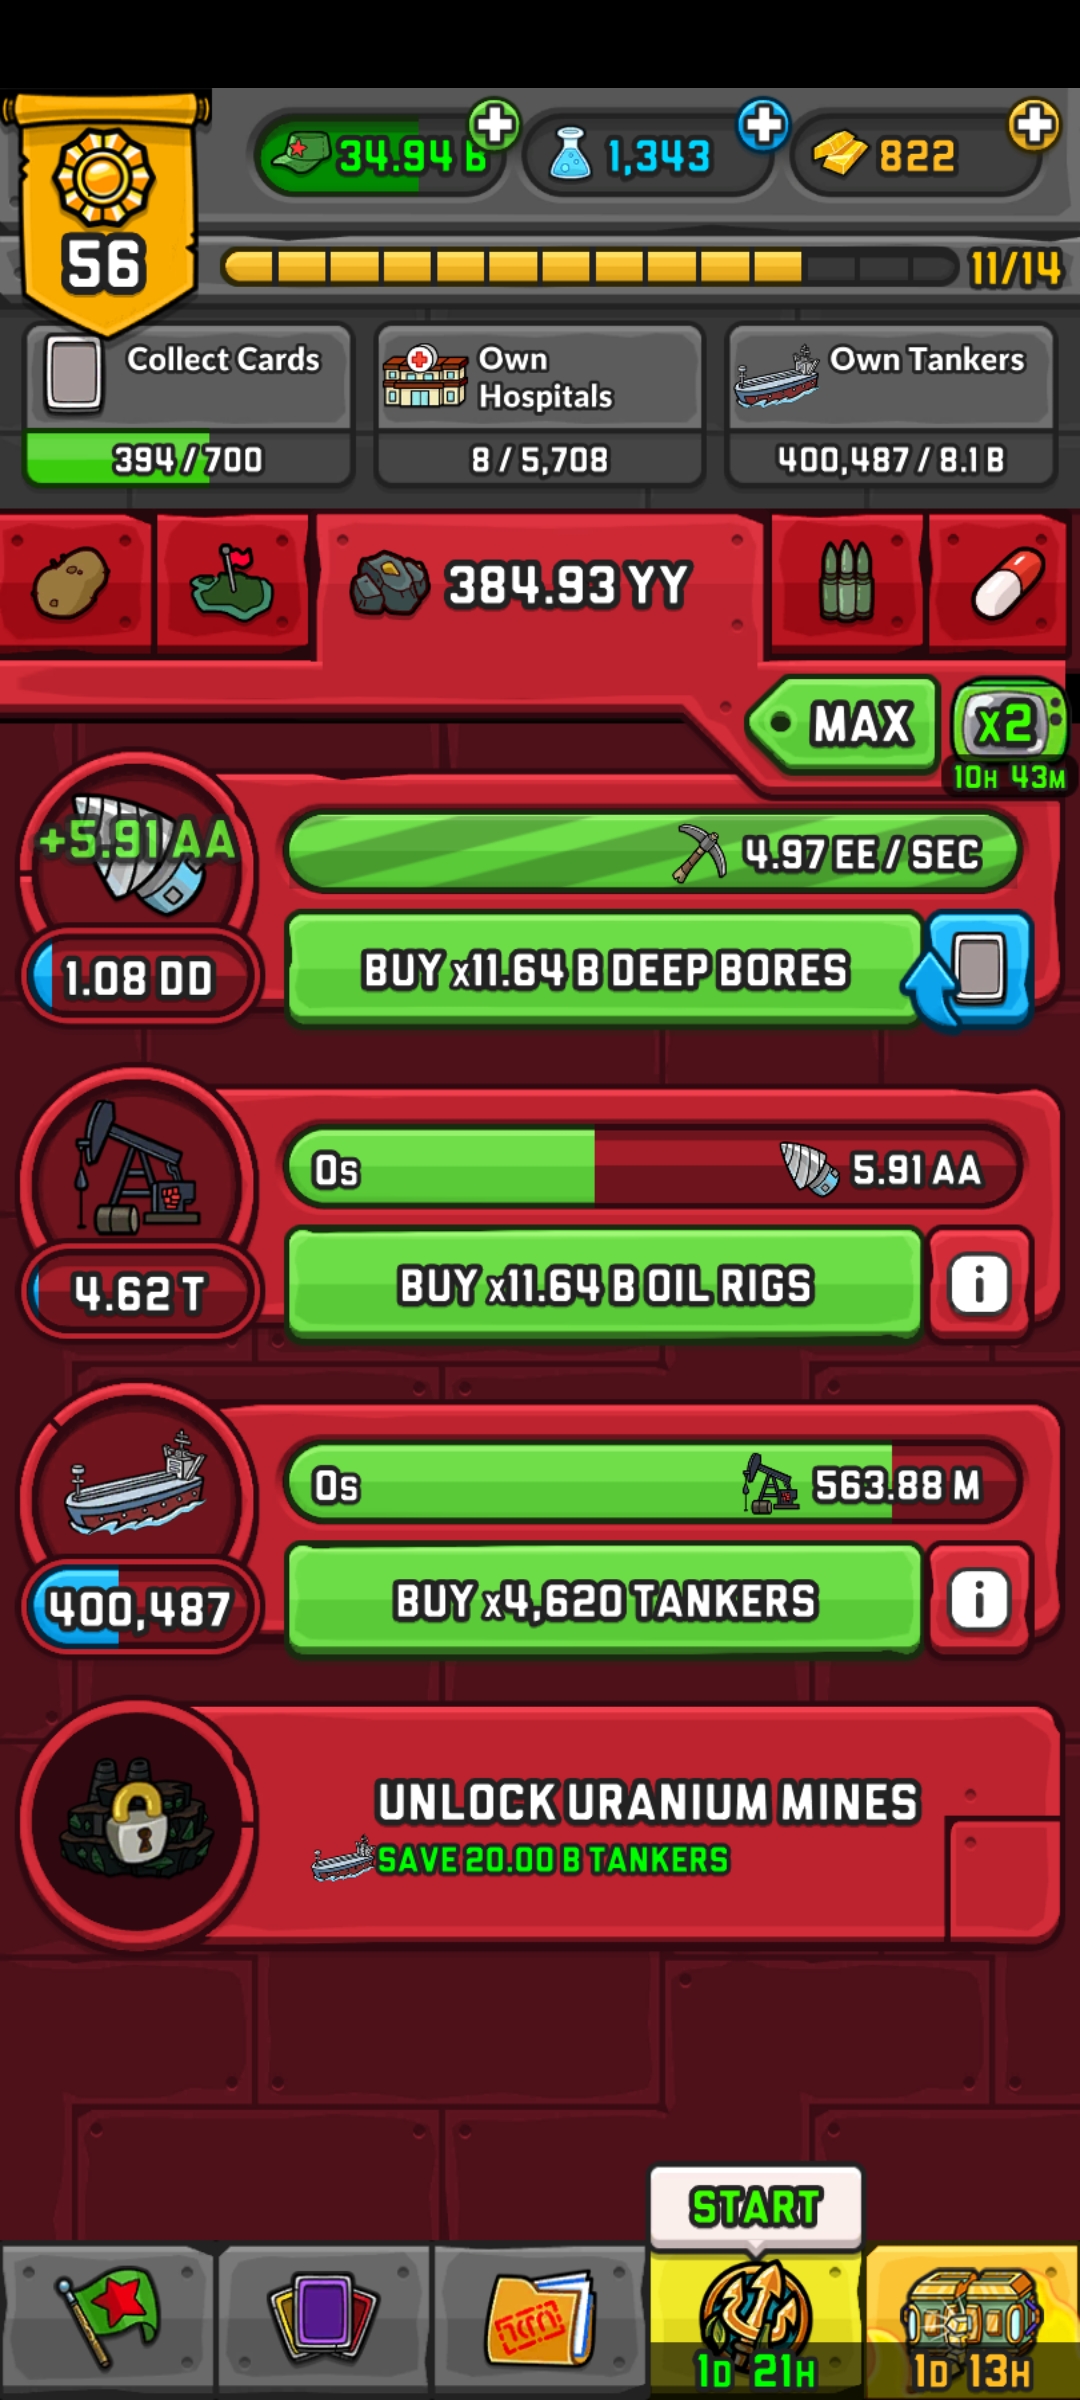 34.94 B
1,343
822
56
11/14
Collect Cards
394/700
Own
Hospitals
8/5,708
Own Tankers
400,487/8.1 B
384.93 YY
MAX
x2
10H 43M
+5.91 AA
4.97 EE / SEC
1.08 DD
BUY x11.64 B DEEP BORES
0s
5.91 AA
4.62 T
BUY x11.64 B OIL RIGS
i
0s
563.88 M
400,487
BUY x4,620 TANKERS
i
UNLOCK URANIUM MINES
SAVE 20.00 B TANKERS
START
1D 21H
1D 13H